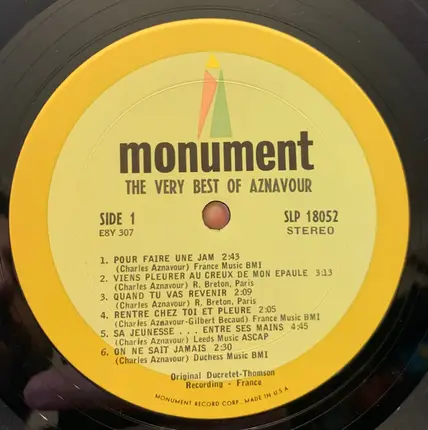 monument
THE VERY BEST OF AZNAVOUR
SIDE 1 SLP 18052
E8Y 307 STEREO
1. POUR FAIRE UNE JAM 2:43
(Charles Aznavour) France Music BMI
2. VIENS PLEURER AU CREUX DE MON EPAULE 3:13
(Charles Aznavour) R. Breton, Paris
3. QUAND TU VAS REVENIR 2:09
(Charles Aznavour) R. Breton, Paris
4. RENTRE CHEZ TOI ET PLEURE 2:05
(Charles Aznavour-Gilbert Becaud) France Music BMI
5. SA JEUNESSE . . . ENTRE SES MAINS 4:45
(Charles Aznavour) Leeds Music ASCAP
6. ON NE SAIT JAMAIS 2:30
(Charles Aznavour) Duchess Music BMI
Original Ducretet-Thomson
Recording - France
MONUMENT RECORD CORP., MADE IN U.S.A